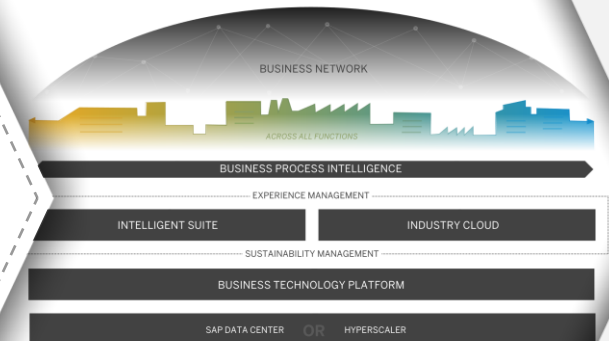 BUSINESS NETWORK
ACROSS ALL FUNCTIONS
BUSINESS PROCESS INTELLIGENCE
EXPERIENCE MANAGEMENT
INTELLIGENT SUITE INDUSTRY CLOUD
SUSTAINABILITY MANAGEMENT
BUSINESS TECHNOLOGY PLATFORM
SAP DATA CENTER OR HYPERSCALER